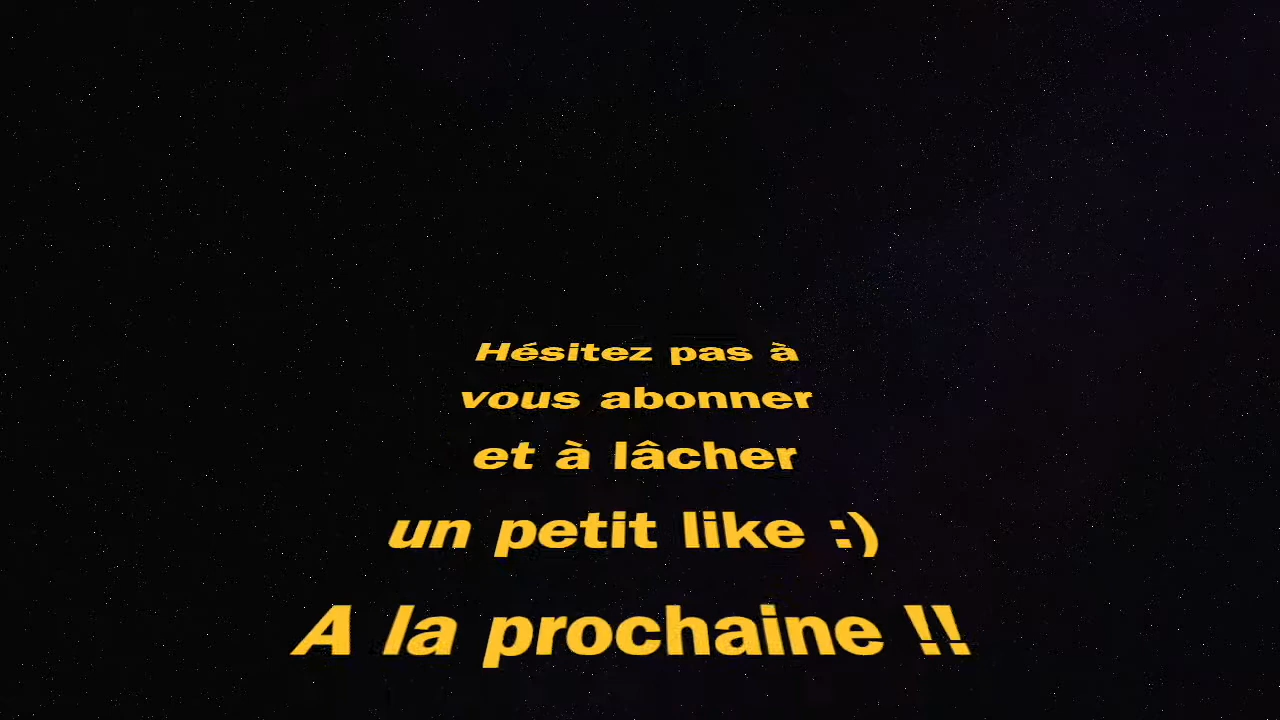 Hésitez pas à
vous abonner
et à lâcher
un petit like :)
A la prochaine !!